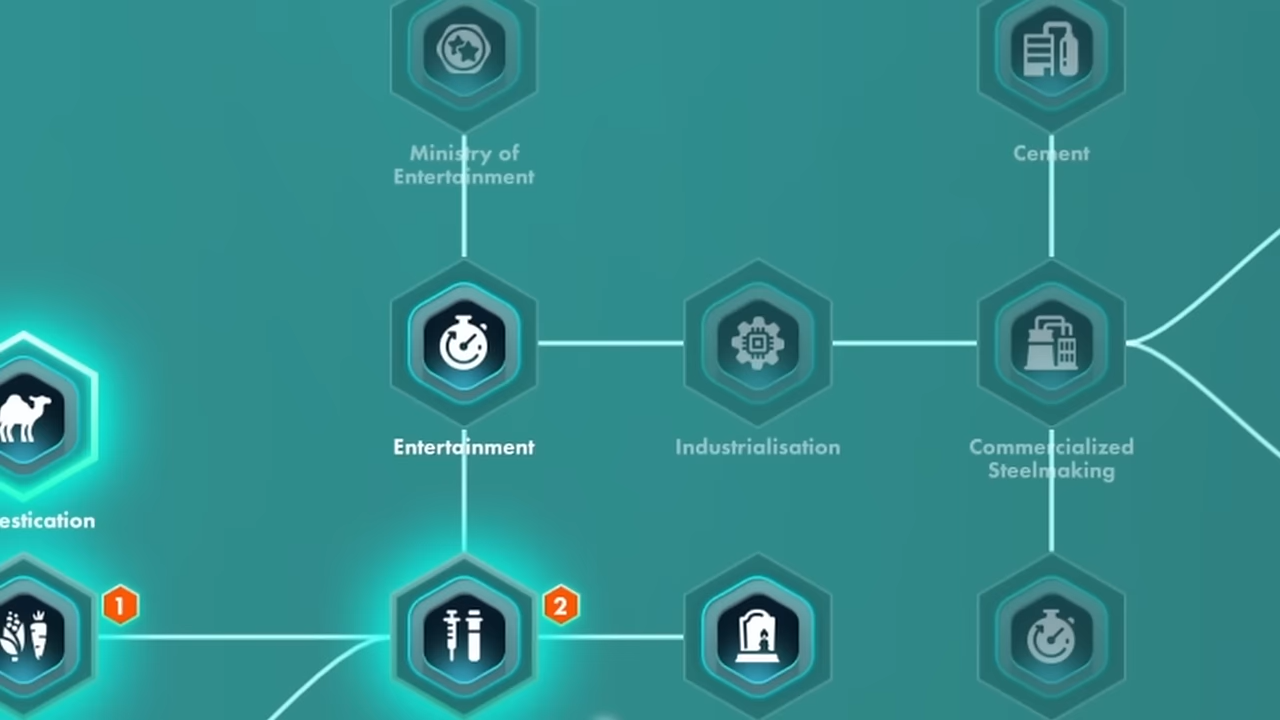 Ministry of
Entertainment
Cement
Entertainment
Industrialisation
Commercialized
Steelmaking
estication
1
2